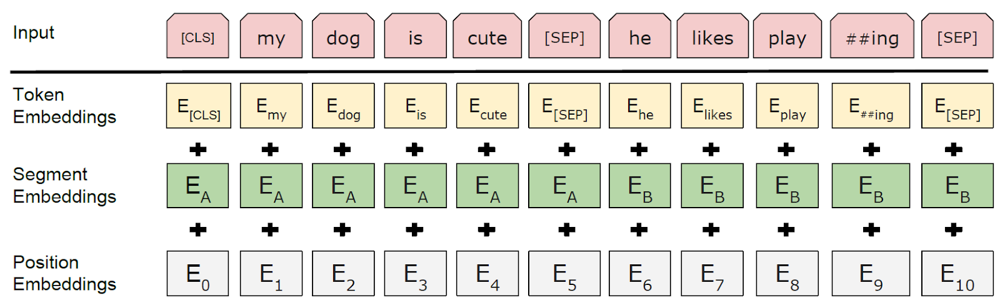 Input [CLS] my dog is cute [SEP] he likes play ##ing [SEP]
Token
Embeddings E[CLS] Emy Edog Eis Ecute E[SEP] Ehe Elikes Eplay E##ing E[SEP]
Segment
Embeddings EA EA EA EA EA EA EB EB EB EB EB
Position
Embeddings E0 E1 E2 E3 E4 E5 E6 E7 E8 E9 E10